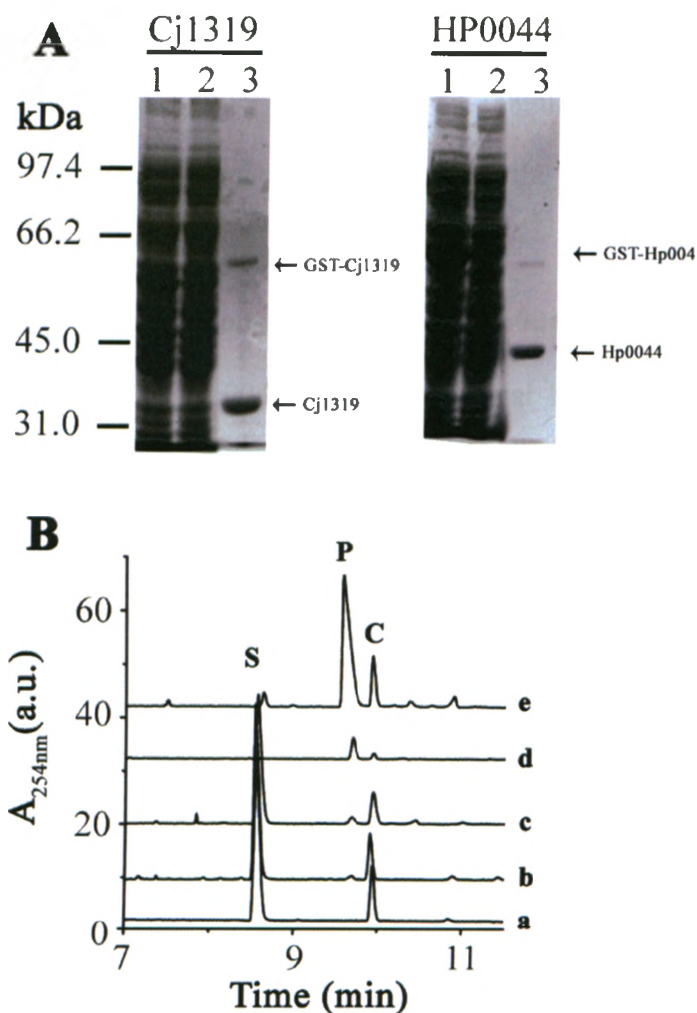 A
Cj1319
HP0044
1 2 3
1 2 3
kDa
97.4
66.2
45.0
31.0
GST-Cj1319
Cj1319
GST-Hp004
Hp0044
B
P
C
S
60
40
20
0
A254nm(a.u.)
e
d
c
b
a
7 9 11
Time (min)